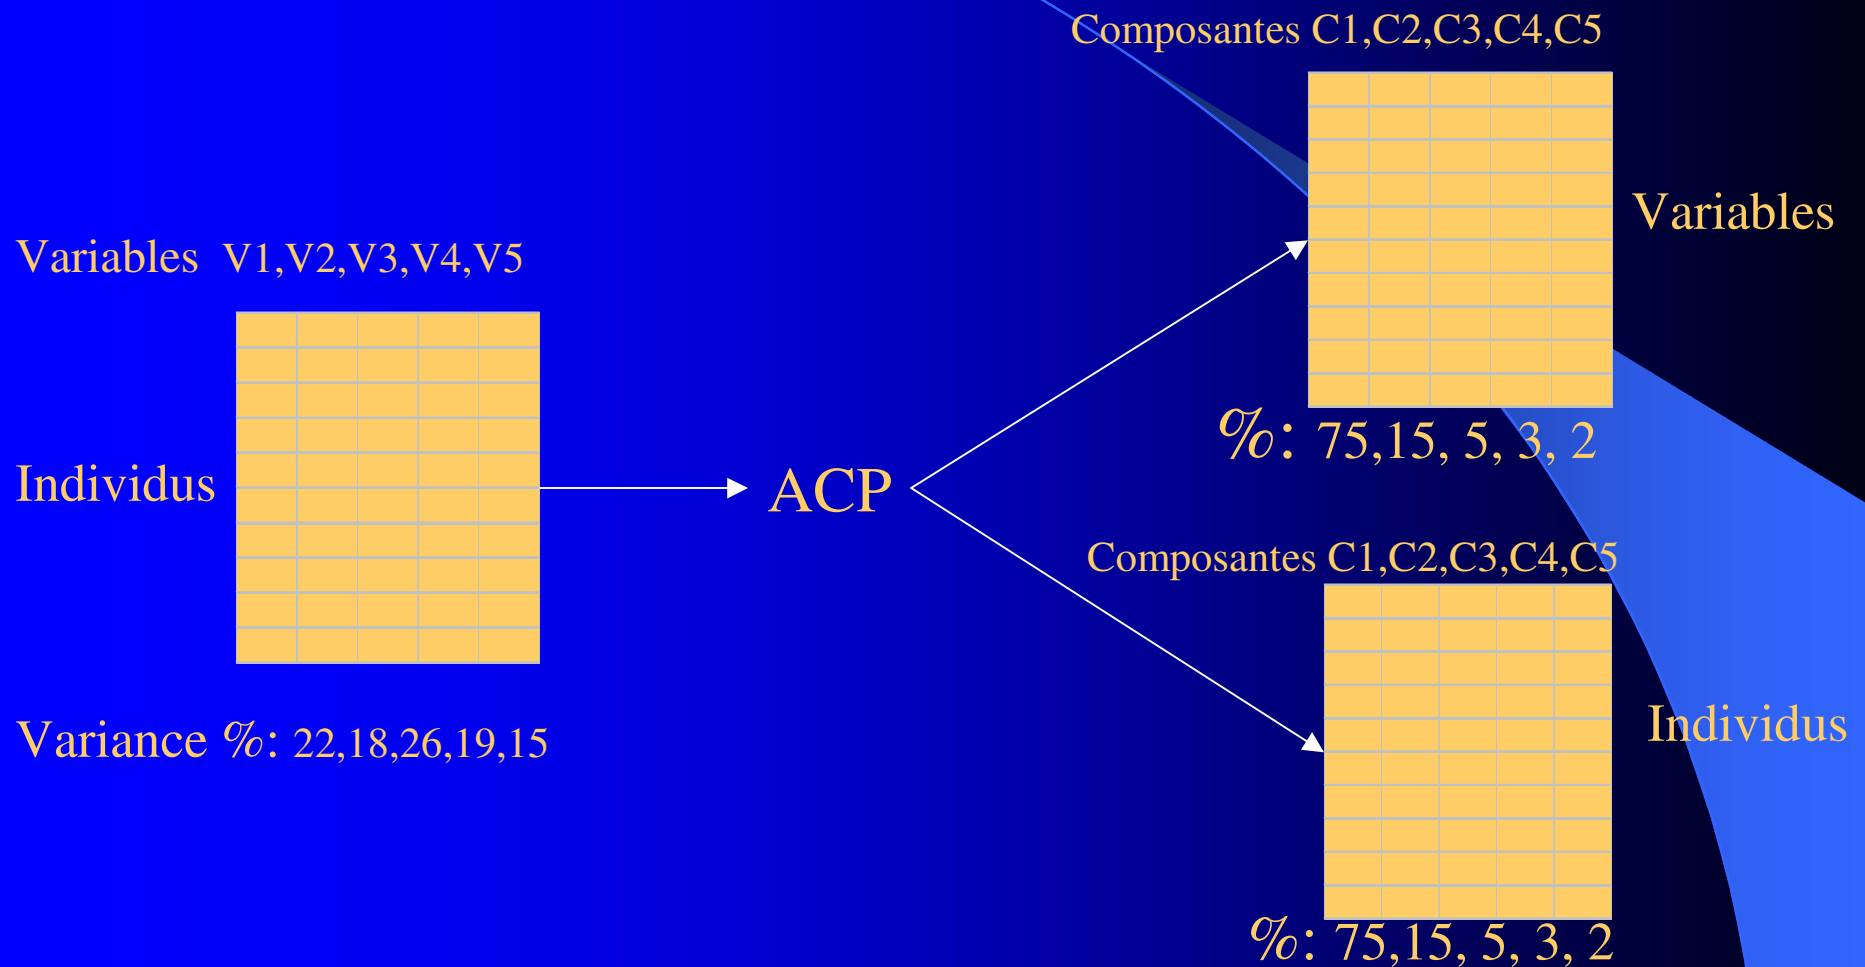 Variables V1,V2,V3,V4,V5
Individus
Variance %: 22,18,26,19,15
ACP
Composantes C1,C2,C3,C4,C5
Variables
%: 75,15, 5, 3, 2
Composantes C1,C2,C3,C4,C5
Individus
%: 75,15, 5, 3, 2